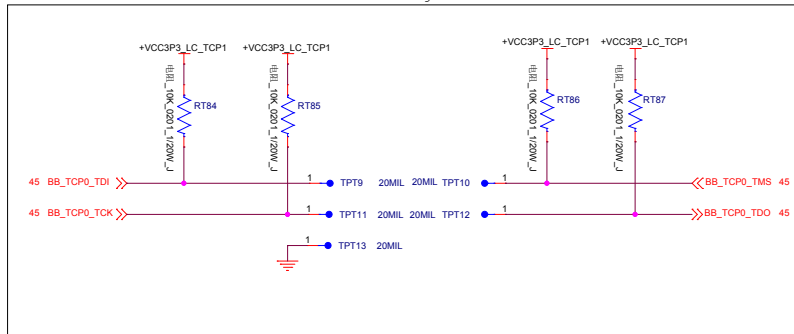 +VCC3P3_LC_TCP1 +VCC3P3_LC_TCP1 +VCC3P3_LC_TCP1 +VCC3P3_LC_TCP1
电阻_10K_0201_1/20W_J
RT84
电阻_10K_0201_1/20W_J
RT85
电阻_10K_0201_1/20W_J
RT86
电阻_10K_0201_1/20W_J
RT87
45 BB_TCP0_TDI 1 TPT9 20MIL 20MIL TPT10 1 BB_TCP0_TMS 45
45 BB_TCP0_TCK 1 TPT11 20MIL 20MIL TPT12 1 BB_TCP0_TDO 45
1 TPT13 20MIL